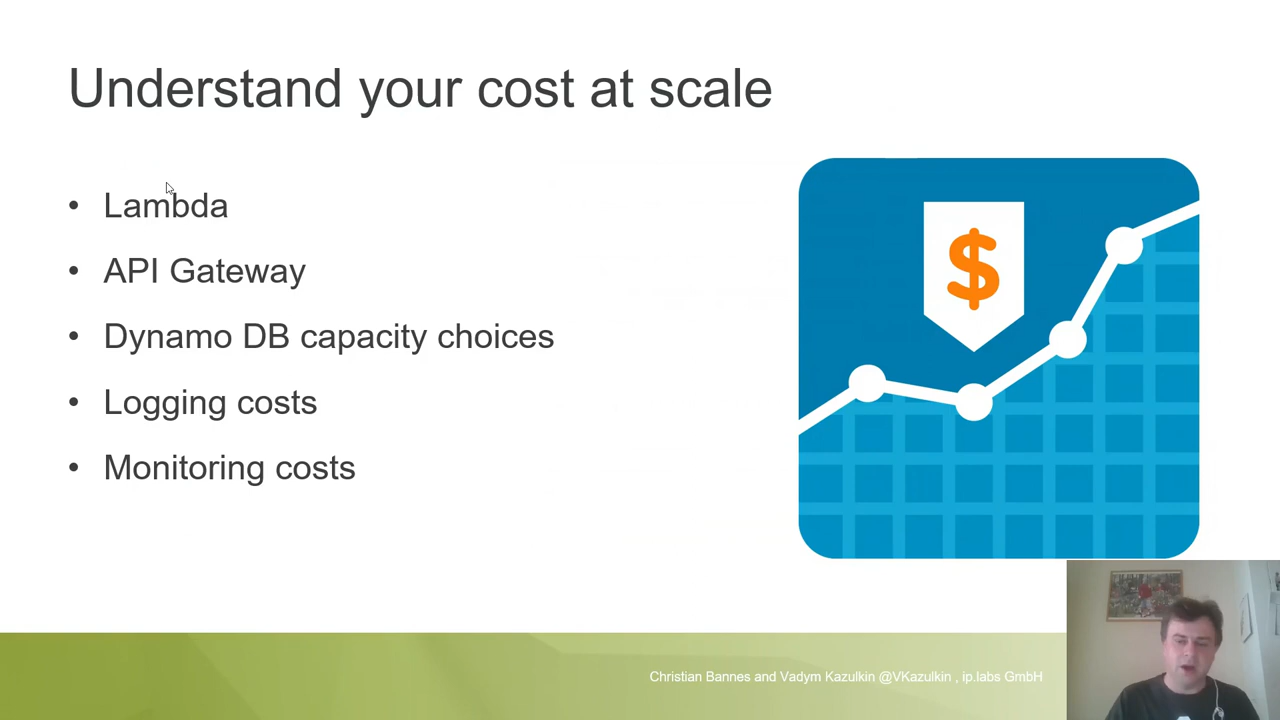 Understand your cost at scale
• Lambda
• API Gateway
• Dynamo DB capacity choices
• Logging costs
• Monitoring costs
$
Christian Bannes and Vadym Kazulkin @VKazulkin , ip.labs GmbH